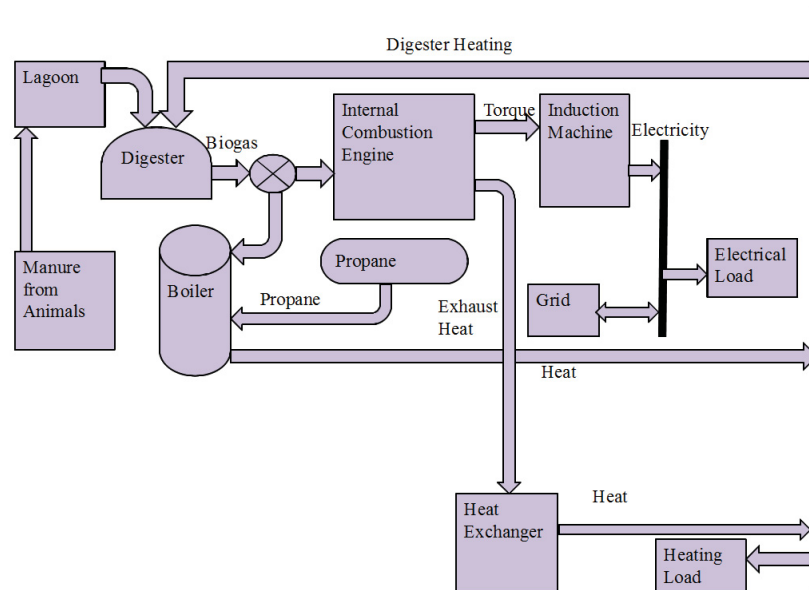 Digester Heating
Lagoon
Internal
Combustion
Engine
Torque
Induction
Machine
Electricity
Biogas
Digester
Manure
from
Animals
Boiler
Propane
Propane
Exhaust
Heat
Grid
Electrical
Load
Heat
Heat
Exchanger
Heat
Heating
Load